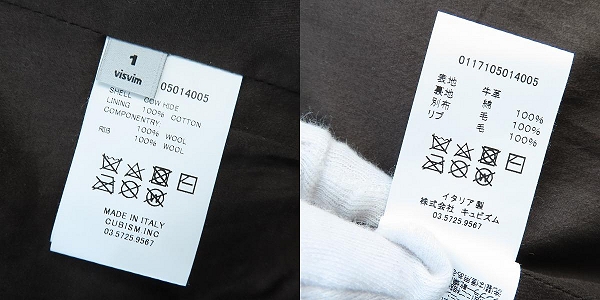 1
visvim
05014005
SHELL COW HIDE
LINING 100% COTTON
COMPONENTRY
100% WOOL
RIB 100% WOOL
MADE IN ITALY
CUBISM.INC
03.5725.9567
0117105014005
表地 牛革
裏地 綿 100%
別布 毛 100%
リブ 毛 100%
イタリア製
株式会社 キュビズム
03.5725.9567